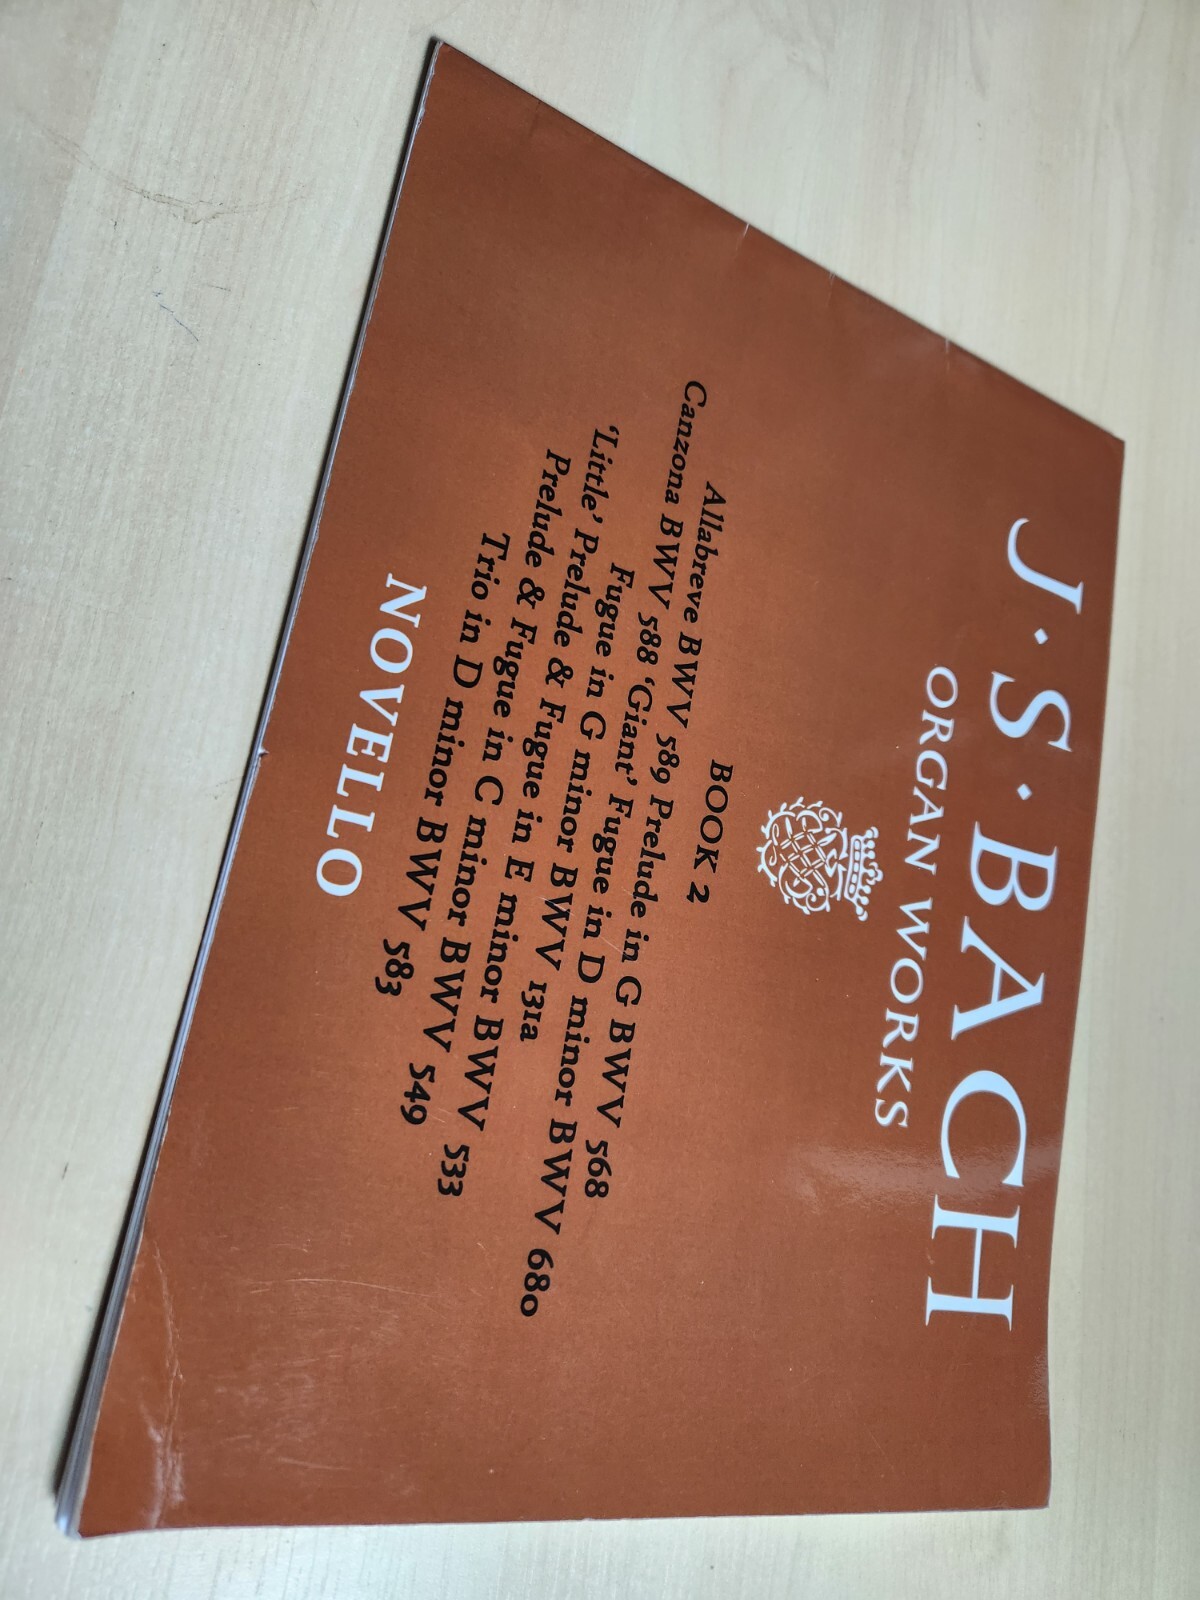 J·S·BACH
ORGAN WORKS
BOOK 2
Allabreve BWV 589 Prelude in G BWV 568
Canzona BWV 588 'Giant' Fugue in D minor BWV 680
Fugue in G minor BWV 131a
'Little' Prelude & Fugue in E minor BWV 533
Prelude & Fugue in C minor BWV 549
Trio in D minor BWV 583
NOVELLO